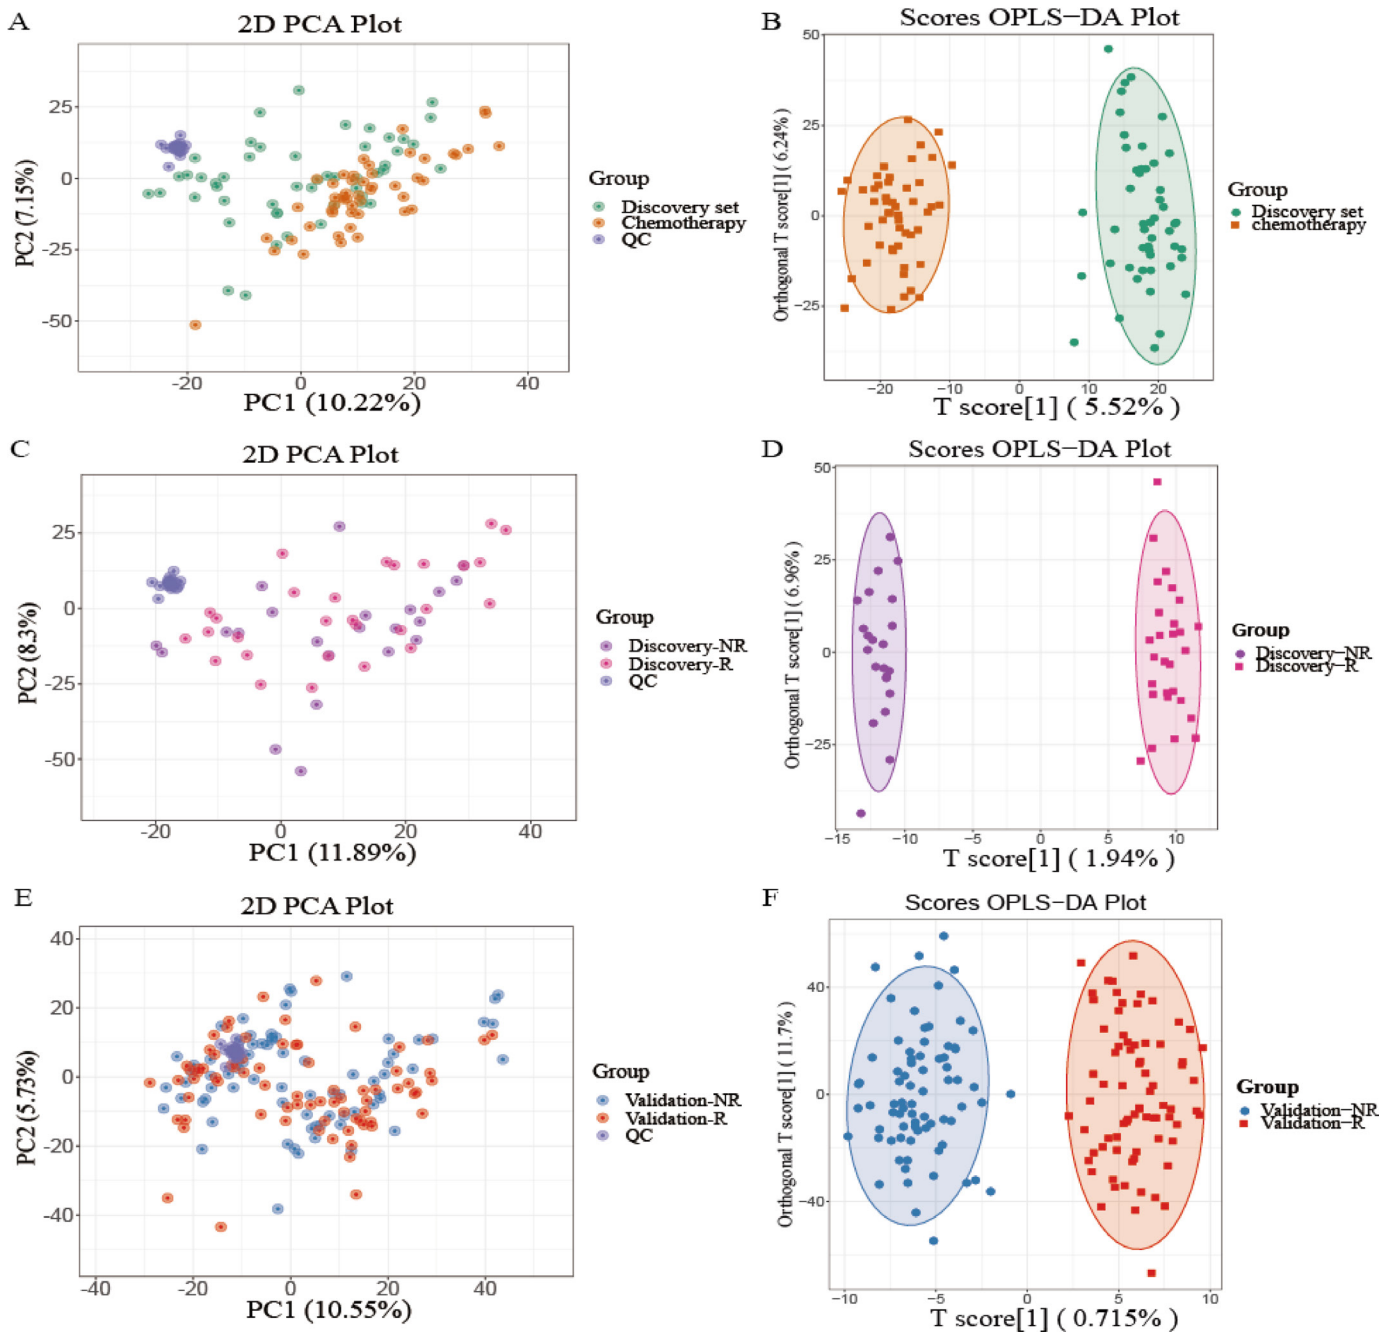 A
2D PCA Plot
25
0
-25
-50
PC2 (7.15%)
-20
0
20
40
PC1 (10.22%)
Group
Discovery set
Chemotherapy
QC
B
Scores OPLS−DA Plot
50
25
0
−25
Orthogonal T score[1] ( 6.24% )
−20
−10
0
10
20
T score[1] ( 5.52% )
Group
Discovery set
chemotherapy
C
2D PCA Plot
25
0
-25
-50
PC2 (8.3%)
-20
0
20
40
PC1 (11.89%)
Group
Discovery-NR
Discovery-R
QC
D
Scores OPLS−DA Plot
50
25
0
−25
Orthogonal T score[1] ( 6.96% )
−15
−10
−5
0
5
10
T score[1] ( 1.94% )
Group
Discovery−NR
Discovery−R
E
2D PCA Plot
40
20
0
-20
-40
PC2 (5.73%)
-40
-20
0
20
40
PC1 (10.55%)
Group
Validation-NR
Validation-R
QC
F
Scores OPLS−DA Plot
40
0
−40
Orthogonal T score[1] ( 11.7% )
−10
−5
0
5
10
T score[1] ( 0.715% )
Group
Validation−NR
Validation−R